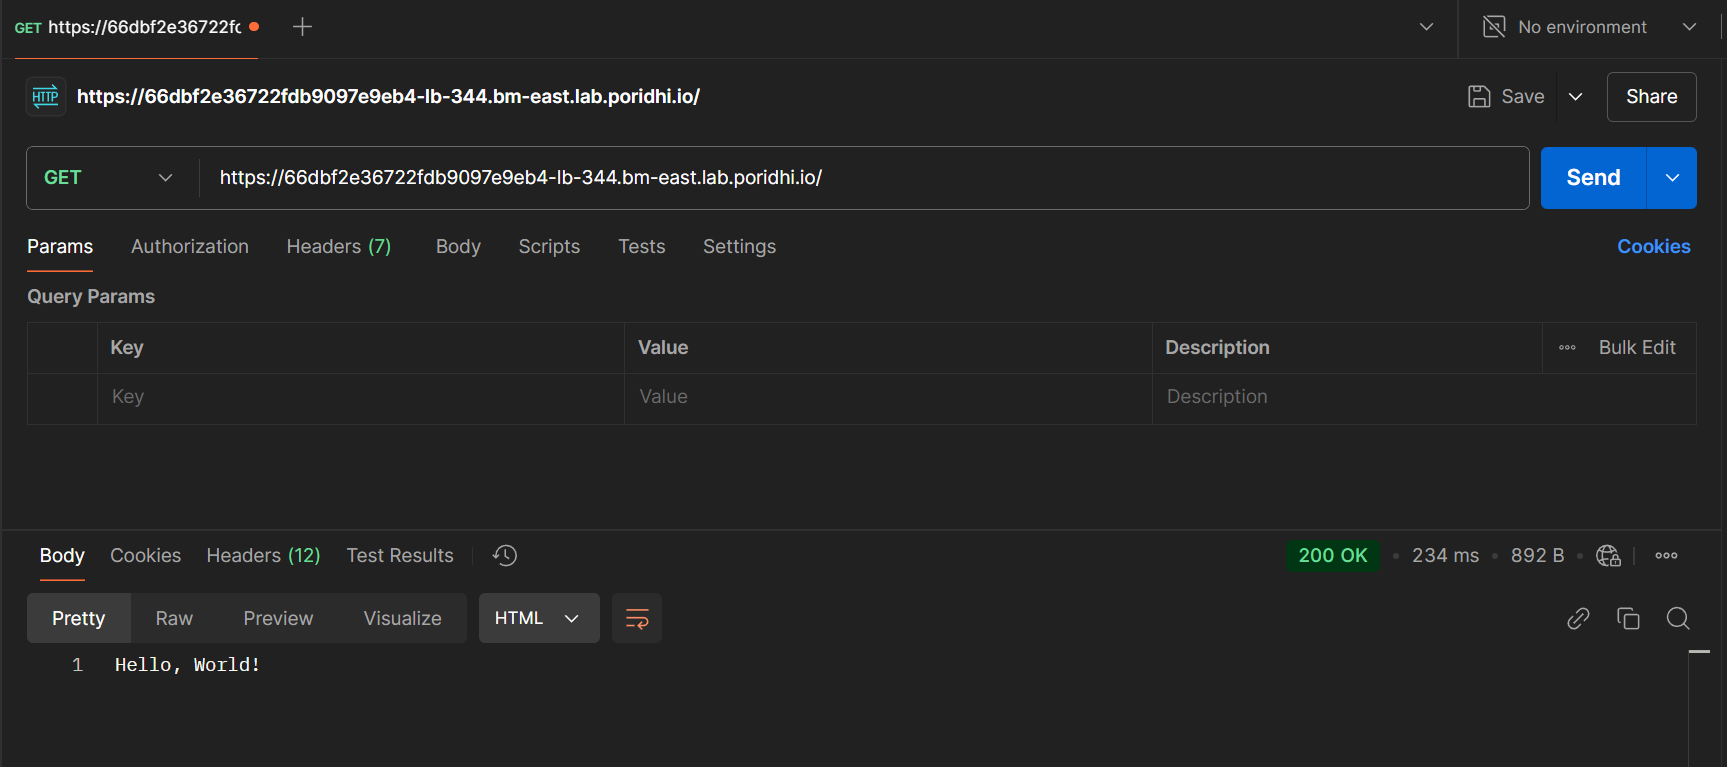 GET https://66dbf2e36722fc
No environment
HTTP https://66dbf2e36722fdb9097e9eb4-lb-344.bm-east.lab.poridhi.io/ Save Share
GET https://66dbf2e36722fdb9097e9eb4-lb-344.bm-east.lab.poridhi.io/ Send
Params Authorization Headers (7) Body Scripts Tests Settings Cookies
Query Params
Key Value Description Bulk Edit
Key Value Description
Body Cookies Headers (12) Test Results 200 OK 234 ms 892 B
Pretty Raw Preview Visualize HTML
1 Hello, World!